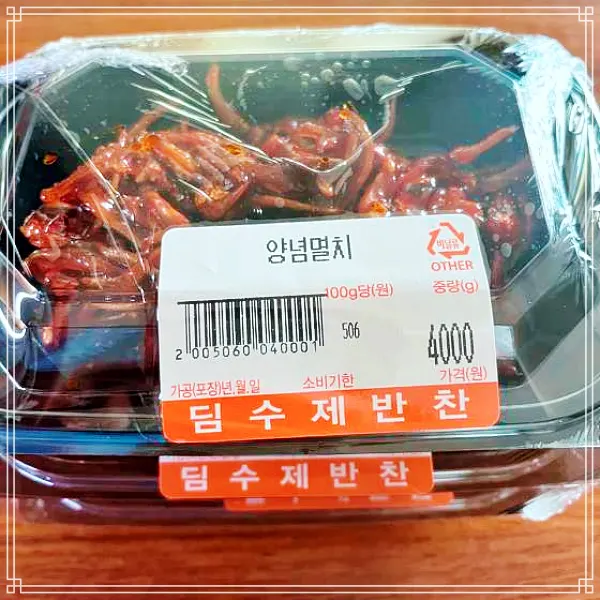 양념멸치
비닐류
OTHER
100g당(원)
중량(g)
506
4000
2 005060 040001
가공(포장)년,월,일
소비기한
가격(원)
딤수제반찬
딤수제반찬